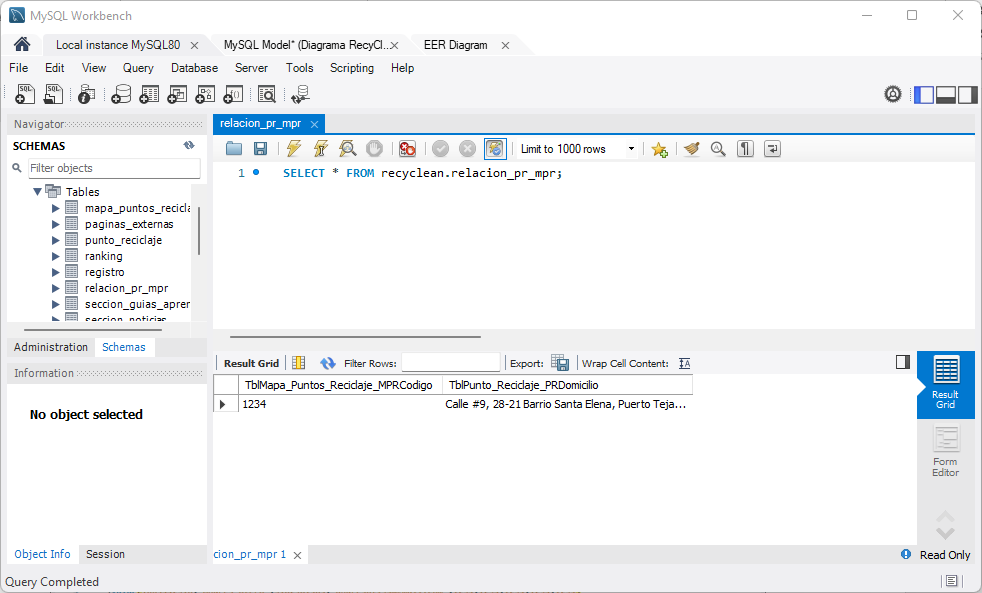 MySQL Workbench
Local instance MySQL80
MySQL Model* (Diagrama RecyCl...
EER Diagram
File Edit View Query Database Server Tools Scripting Help
Navigator
SCHEMAS
Filter objects
Tables
mapa_puntos_recicla
paginas_externas
punto_reciclaje
ranking
registro
relacion_pr_mpr
seccion_guias_aprer
seccion_noticias
Administration Schemas
Information
No object selected
Object Info Session
relacion_pr_mpr
Limit to 1000 rows
1 SELECT * FROM recyclean.relacion_pr_mpr;
Result Grid Filter Rows: Export: Wrap Cell Content:
TblMapa_Puntos_Reciclaje_MPRCodigo TblPunto_Reciclaje_PRDomicilio
1234 Calle #9, 28-21 Barrio Santa Elena, Puerto Teja...
Result
Grid
Form
Editor
cion_pr_mpr 1
Read Only
Query Completed